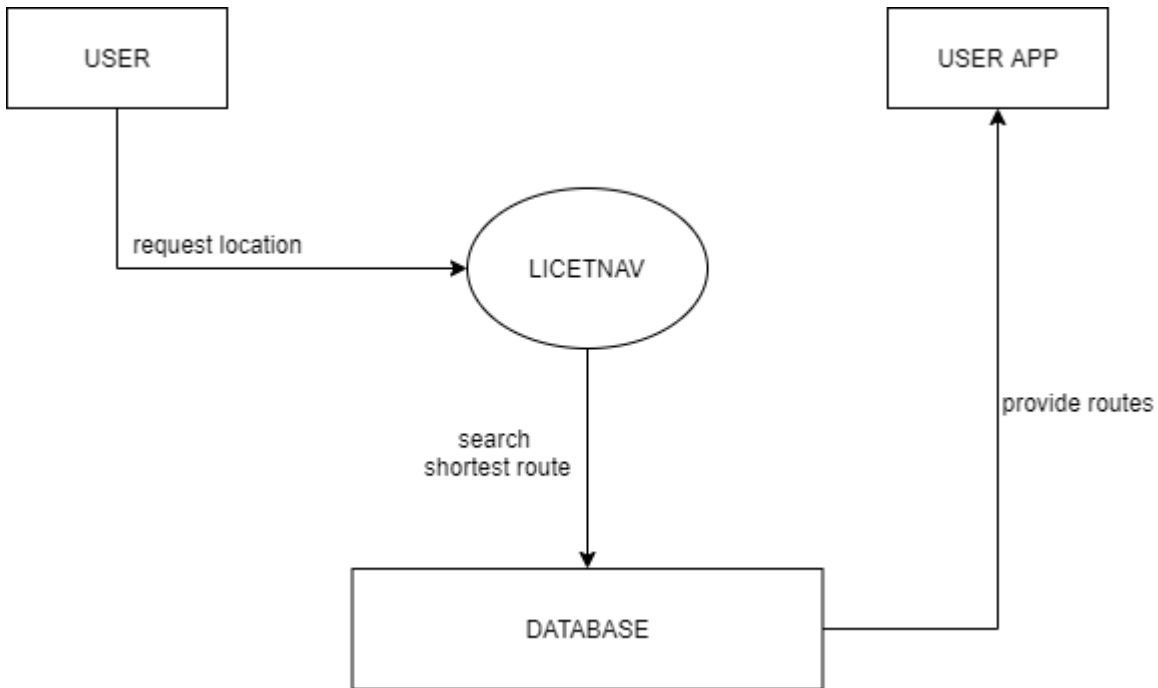 USER
USER APP
request location
LICETNAV
provide routes
search
shortest route
DATABASE